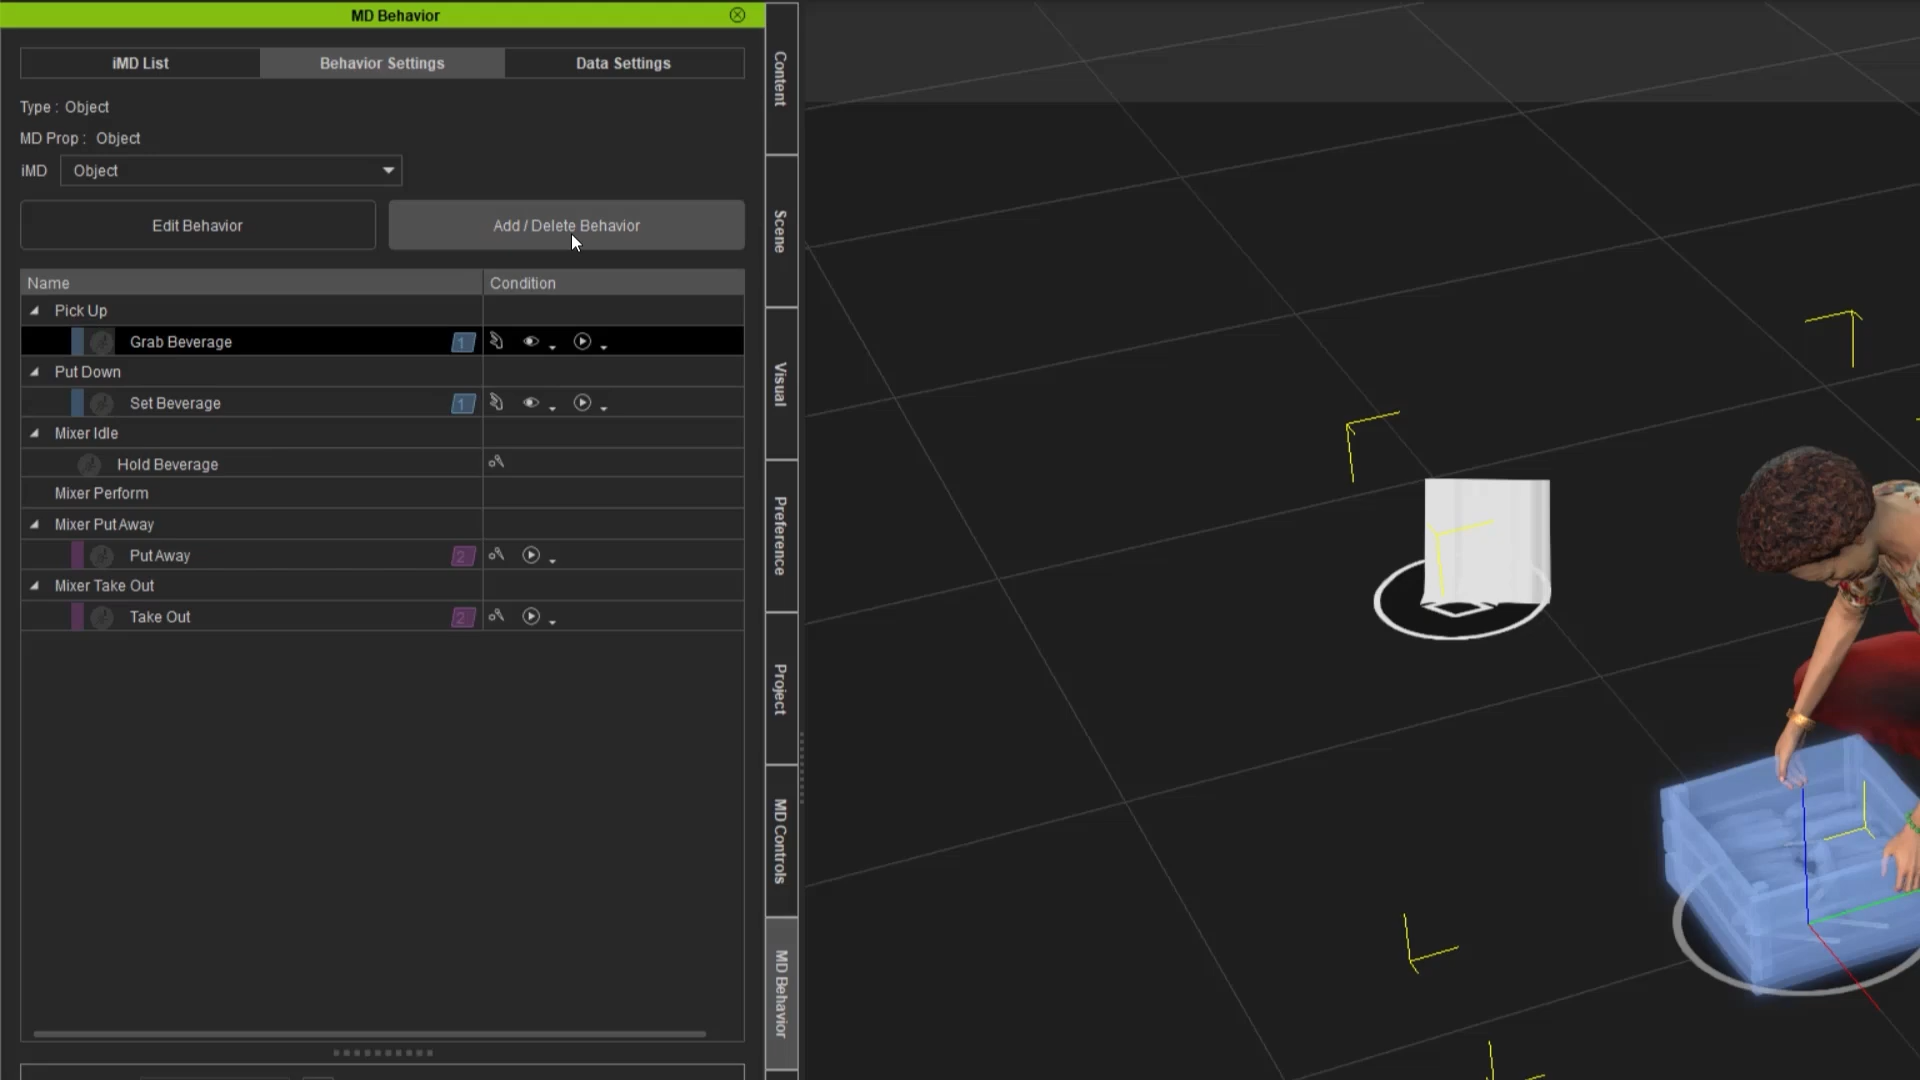 MD Behavior
iMD List
Behavior Settings
Data Settings
Type : Object
MD Prop : Object
iMD
Object
Edit Behavior
Add / Delete Behavior
Name
Condition
Pick Up
Grab Beverage
1
Put Down
Set Beverage
1
Mixer Idle
Hold Beverage
Mixer Perform
Mixer Put Away
Put Away
2
Mixer Take Out
Take Out
2
Content
Scene
Visual
Preference
Project
MD Controls
MD Behavior